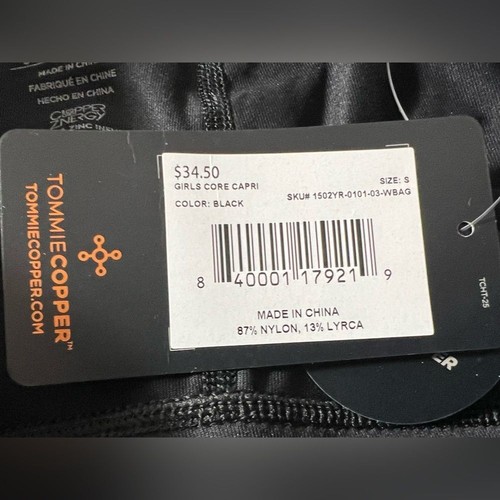 MADE IN CHINA
FABRIQUÉ EN CHINE
HECHO EN CHINA
COPPER
ENERGY
TOMMIECOPPER™
TOMMIECOPPER.COM
$34.50
GIRLS CORE CAPRI
SIZE: S
COLOR: BLACK
SKU# 1502YR-0101-03-WBAG
8 40001 17921 9
MADE IN CHINA
87% NYLON, 13% LYRCA
TCHT-25